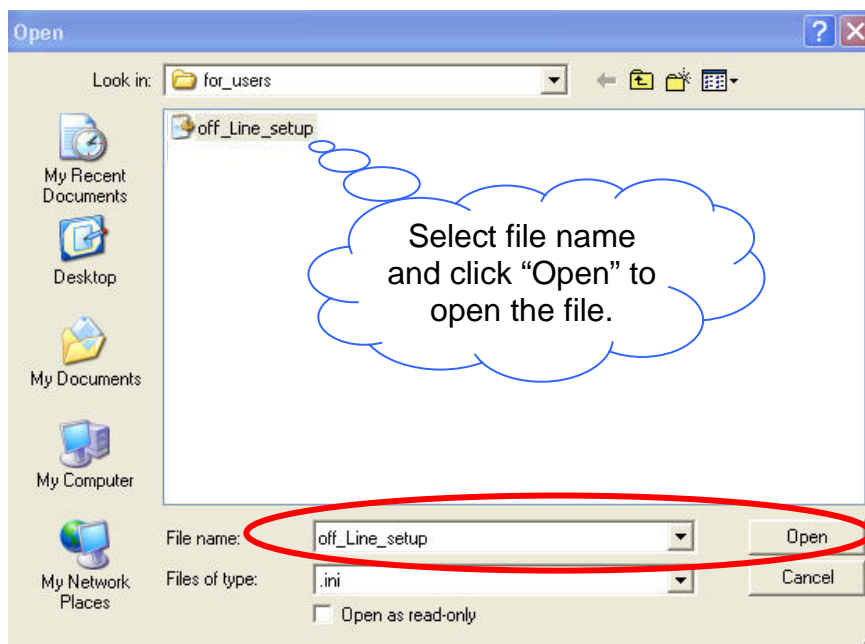 Open
Look in: for_users
off_Line_setup
Select file name
and click “Open” to
open the file.
My Recent
Documents
Desktop
My Documents
My Computer
My Network
Places
File name: off_Line_setup Open
Files of type: .ini Cancel
Open as read-only